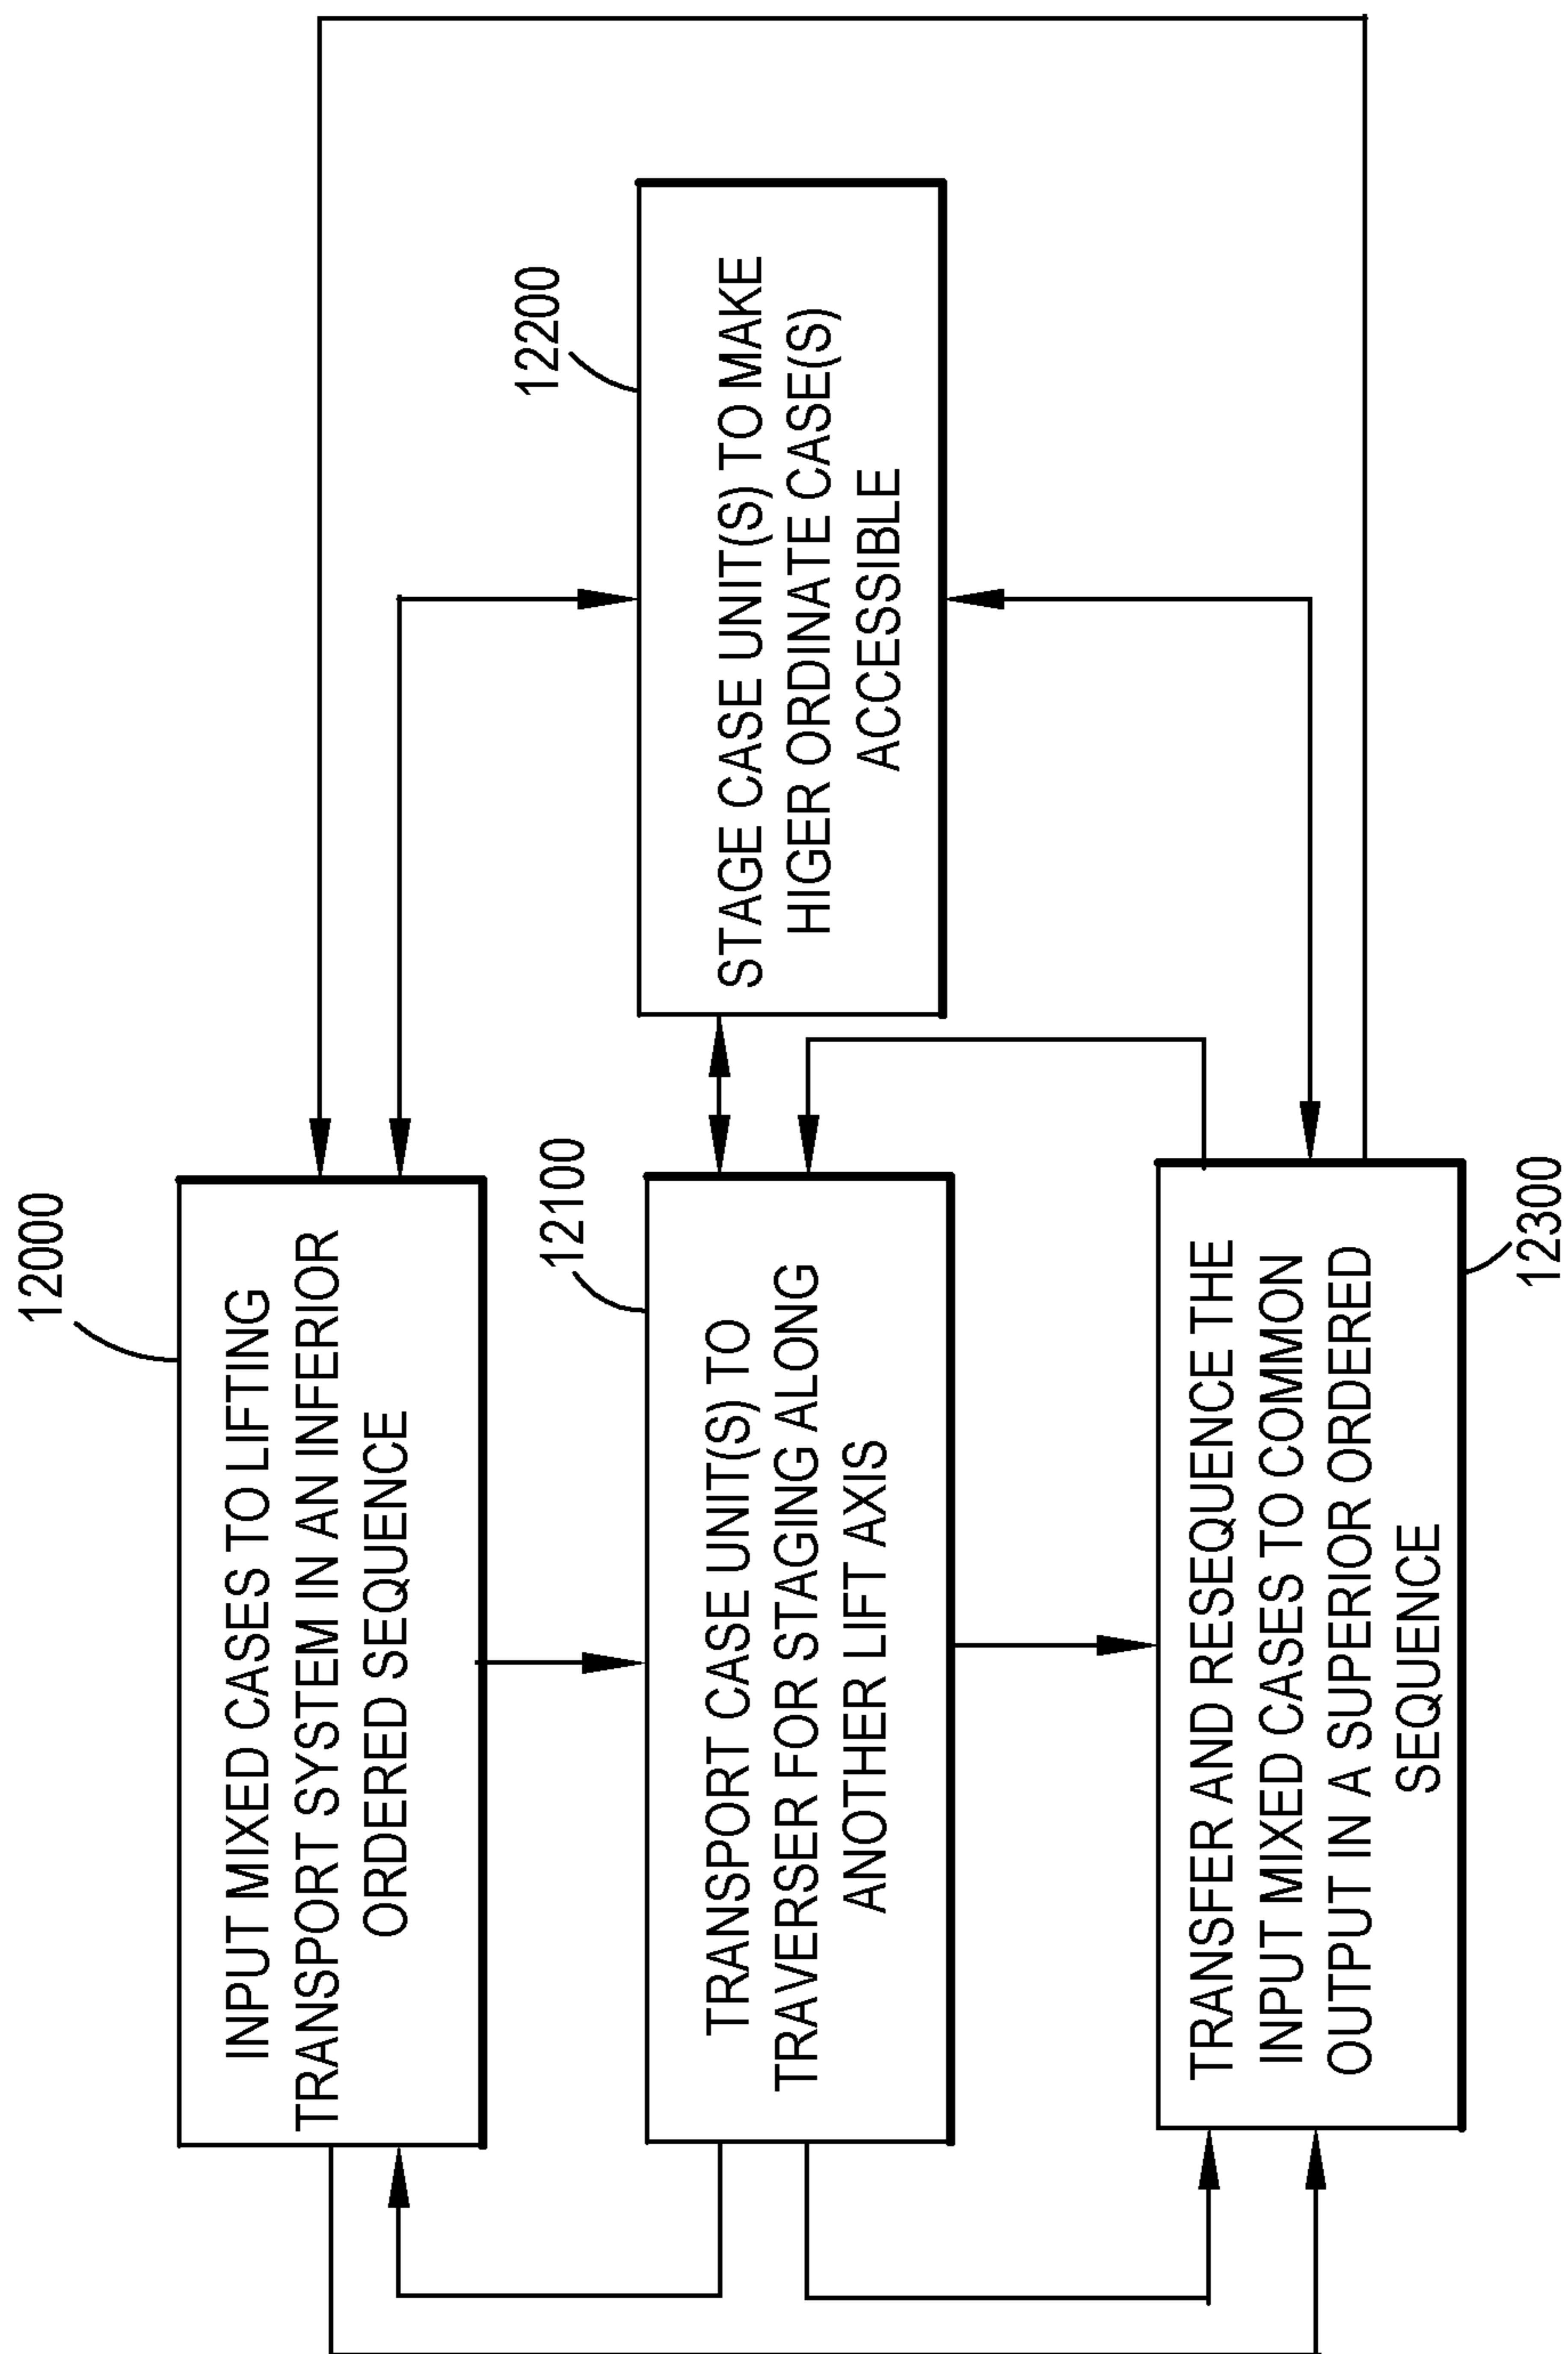 12000
INPUT MIXED CASES TO LIFTING
TRANSPORT SYSTEM IN AN INFERIOR
ORDERED SEQUENCE
12100
TRANSPORT CASE UNIT(S) TO
TRAVERSER FOR STAGING ALONG
ANOTHER LIFT AXIS
12200
STAGE CASE UNIT(S) TO MAKE
HIGER ORDINATE CASE(S)
ACCESSIBLE
TRANSFER AND RESEQUENCE THE
INPUT MIXED CASES TO COMMON
OUTPUT IN A SUPERIOR ORDERED
SEQUENCE
12300